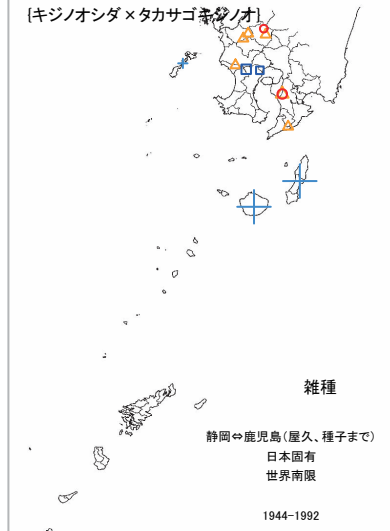 {キジノオシダ×タカサゴキジノオ}
雑種
静岡⇔鹿児島(屋久、種子まで)
日本固有
世界南限
1944-1992